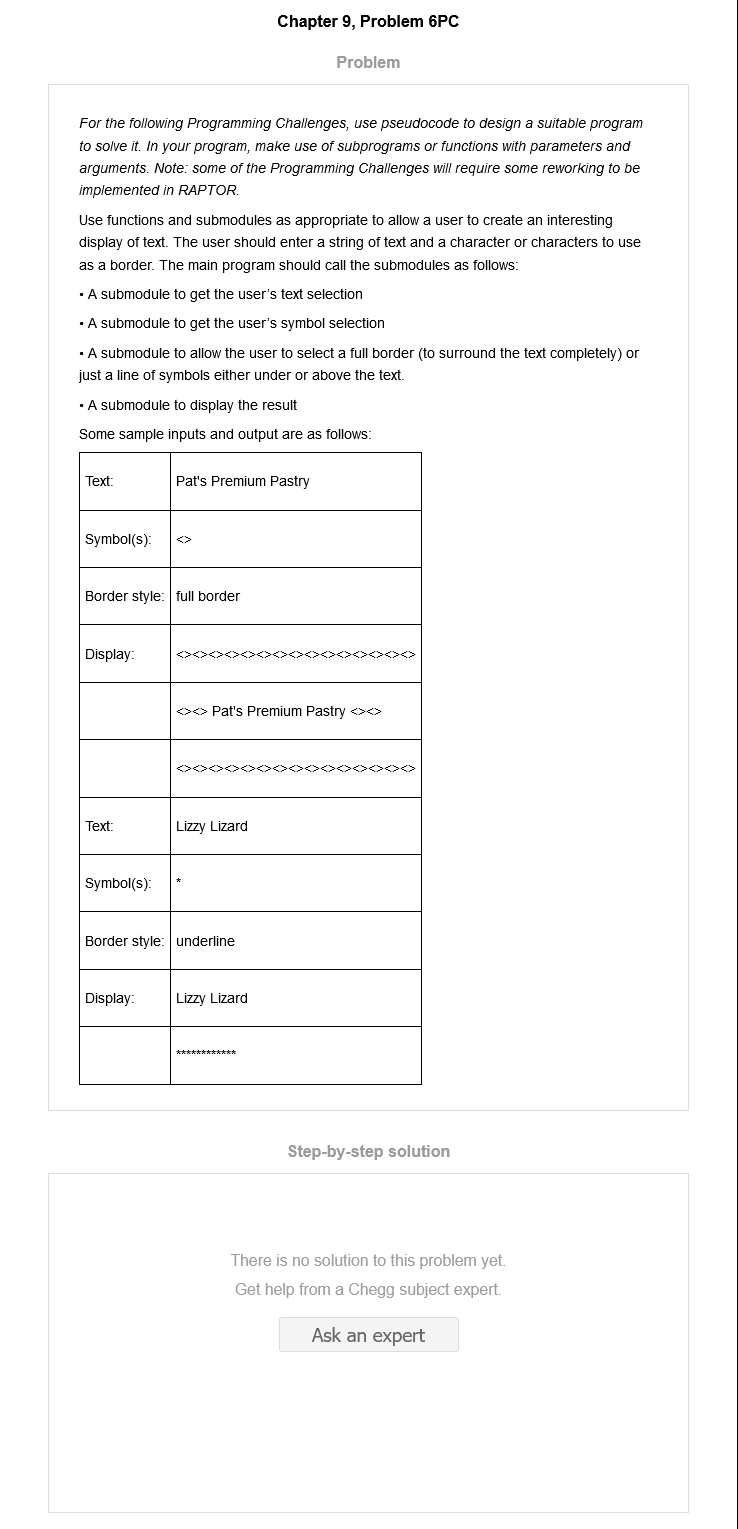 Chapter 9, Problem 6PC
Problem
For the following Programming Challenges, use pseudocode to design a suitable program
to solve it. In your program, make use of subprograms or functions with parameters and
arguments. Note: some of the Programming Challenges will require some reworking to be
implemented in RAPTOR.
Use functions and submodules as appropriate to allow a user to create an interesting
display of text. The user should enter a string of text and a character or characters to use
as a border. The main program should call the submodules as follows:
• A submodule to get the user’s text selection
• A submodule to get the user’s symbol selection
• A submodule to allow the user to select a full border (to surround the text completely) or
just a line of symbols either under or above the text.
• A submodule to display the result
Some sample inputs and output are as follows:
Text: Pat's Premium Pastry
Symbol(s): <>
Border style: full border
Display: <><><><><><><><><><><><><><><>
<><> Pat's Premium Pastry <><>
<><><><><><><><><><><><><><><>
Text: Lizzy Lizard
Symbol(s): *
Border style: underline
Display: Lizzy Lizard
************
Step-by-step solution
There is no solution to this problem yet.
Get help from a Chegg subject expert.
Ask an expert